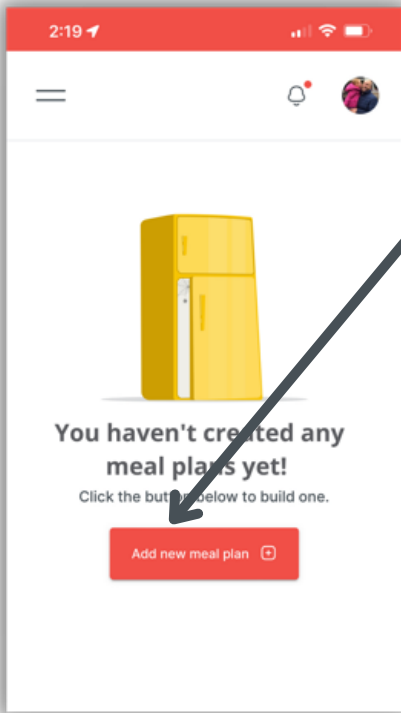 2:19
You haven't created any
meal plans yet!
Click the button below to build one.
Add new meal plan